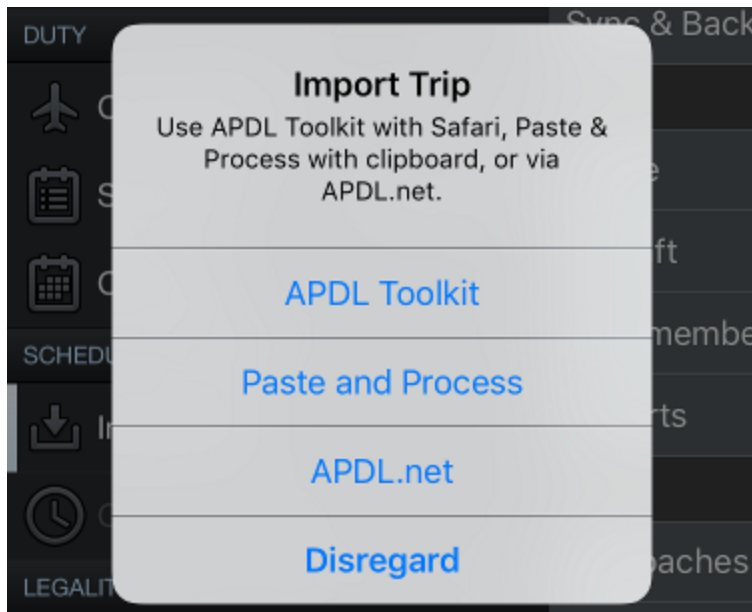 DUTY
Sync & Back
Import Trip
Use APDL Toolkit with Safari, Paste &
Process with clipboard, or via
APDL.net.
APDL Toolkit
SCHEDU
Paste and Process
APDL.net
Disregard
LEGALIT